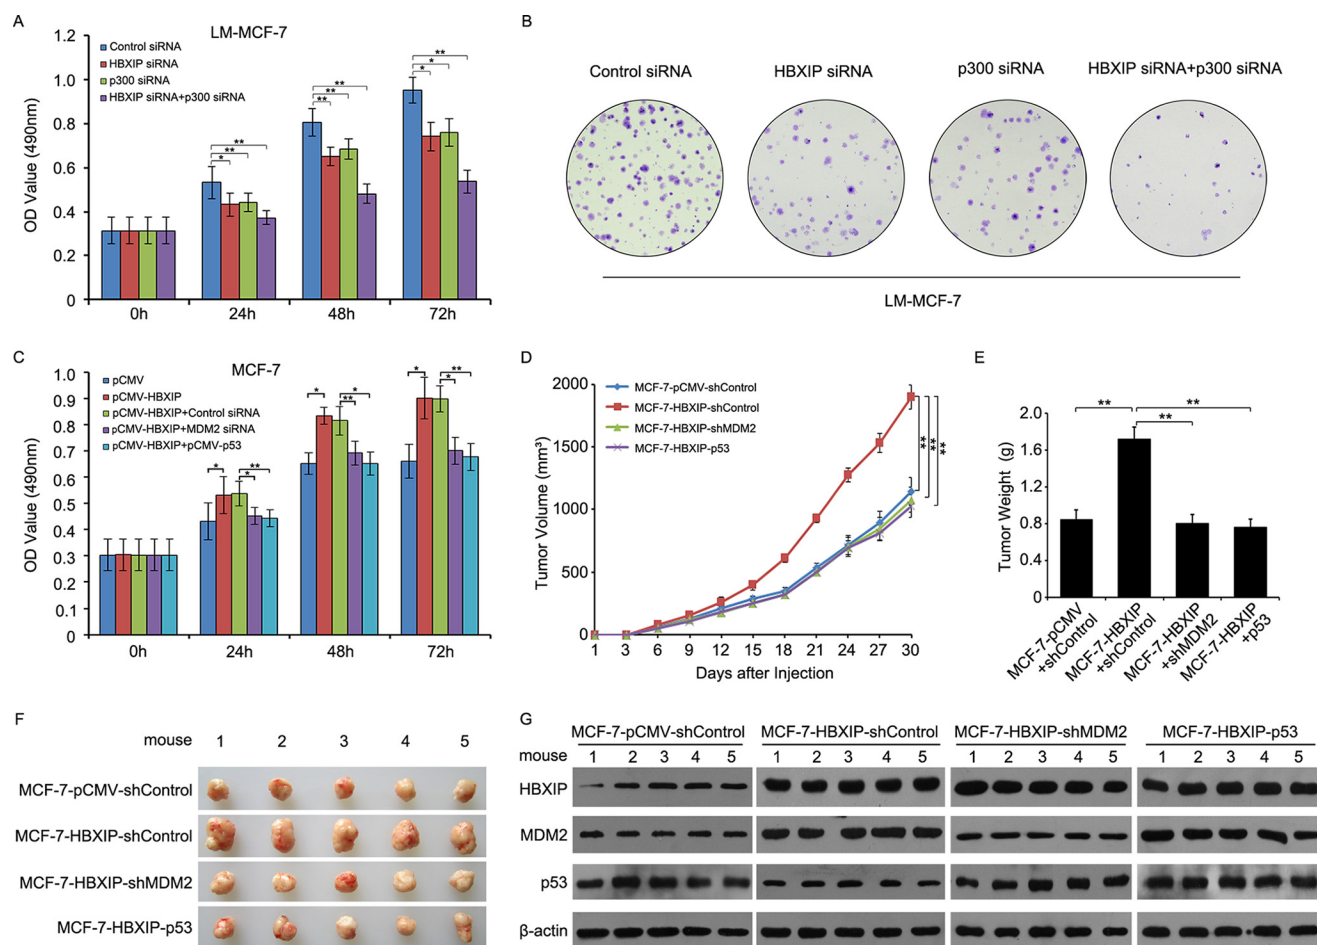 A
LM-MCF-7
Control siRNA
HBXIP siRNA
p300 siRNA
HBXIP siRNA+p300 siRNA
OD Value (490nm)
1.2
1.0
0.8
0.6
0.4
0.2
0
* ** **
** ** **
* * **
0h 24h 48h 72h
B
Control siRNA HBXIP siRNA p300 siRNA HBXIP siRNA+p300 siRNA
LM-MCF-7
C
MCF-7
pCMV
pCMV-HBXIP
pCMV-HBXIP+Control siRNA
pCMV-HBXIP+MDM2 siRNA
pCMV-HBXIP+pCMV-p53
OD Value (490nm)
1.0
0.9
0.8
0.7
0.6
0.5
0.4
0.3
0.2
0.1
0
* * **
* ** *
* * **
0h 24h 48h 72h
D
MCF-7-pCMV-shControl
MCF-7-HBXIP-shControl
MCF-7-HBXIP-shMDM2
MCF-7-HBXIP-p53
Tumor Volume (mm³)
2000
1500
1000
500
0
** ** **
1 3 6 9 12 15 18 21 24 27 30
Days after Injection
E
Tumor Weight (g)
2.0
1.6
1.2
0.8
0.4
0
** ** **
MCF-7-pCMV
+shControl
MCF-7-HBXIP
+shControl
MCF-7-HBXIP
+shMDM2
MCF-7-HBXIP
+p53
F
mouse 1 2 3 4 5
MCF-7-pCMV-shControl
MCF-7-HBXIP-shControl
MCF-7-HBXIP-shMDM2
MCF-7-HBXIP-p53
G
MCF-7-pCMV-shControl MCF-7-HBXIP-shControl MCF-7-HBXIP-shMDM2 MCF-7-HBXIP-p53
mouse 1 2 3 4 5 1 2 3 4 5 1 2 3 4 5 1 2 3 4 5
HBXIP
MDM2
p53
β-actin